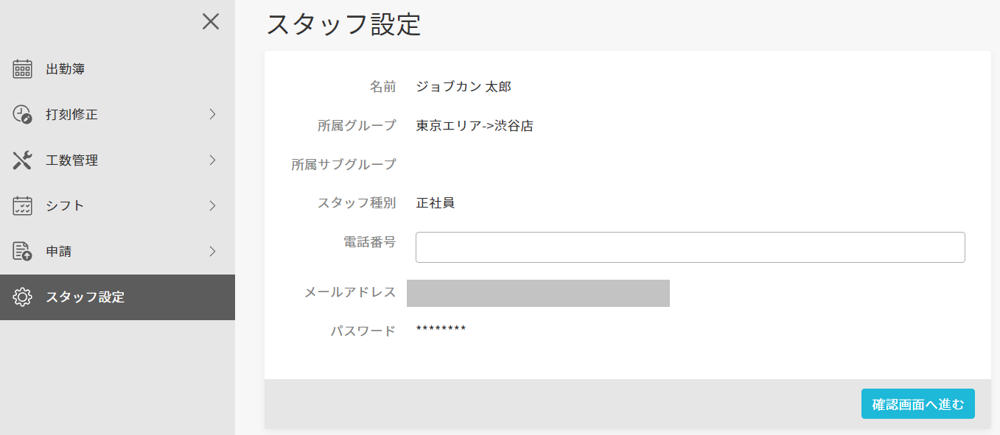 スタッフ設定
出勤簿
打刻修正
工数管理
シフト
申請
スタッフ設定
名前 ジョブカン 太郎
所属グループ 東京エリア->渋谷店
所属サブグループ
スタッフ種別 正社員
電話番号
メールアドレス
パスワード ********
確認画面へ進む